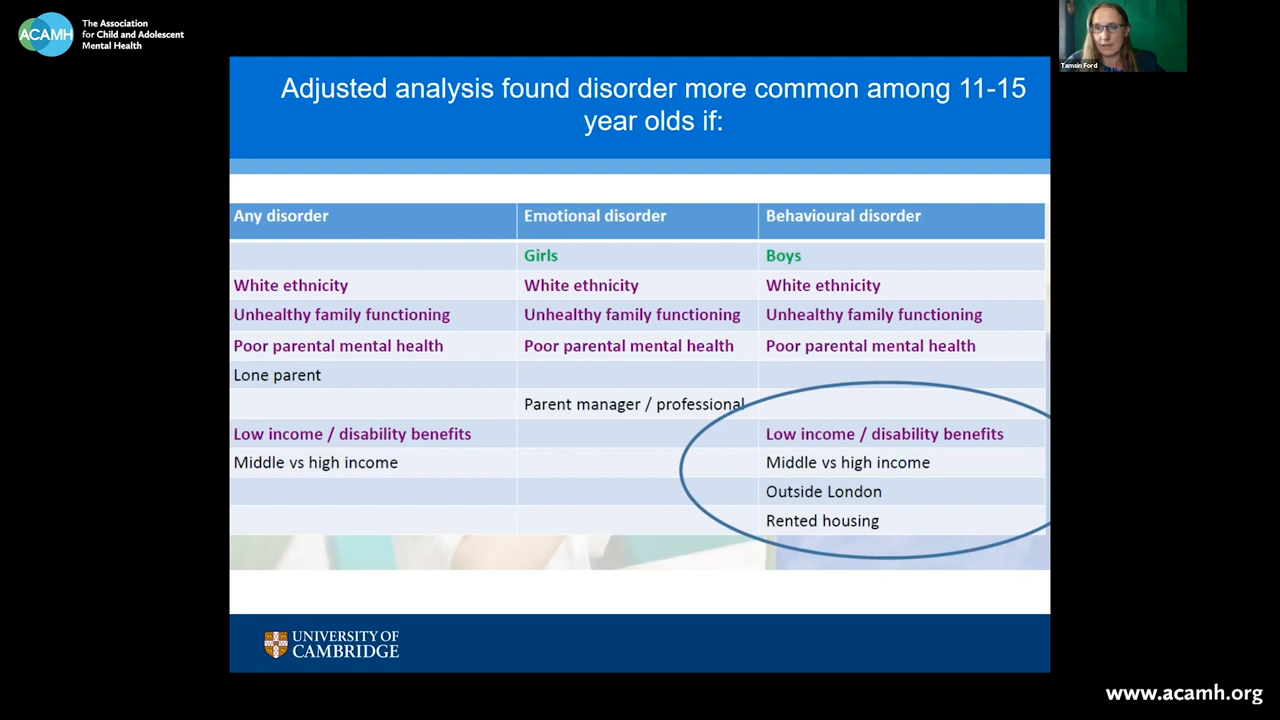 ACAMH
The Association
for Child and Adolescent
Mental Health
Tamsin Ford
Adjusted analysis found disorder more common among 11-15
year olds if:
Any disorder
Emotional disorder
Behavioural disorder
Girls
Boys
White ethnicity
White ethnicity
White ethnicity
Unhealthy family functioning
Unhealthy family functioning
Unhealthy family functioning
Poor parental mental health
Poor parental mental health
Poor parental mental health
Lone parent
Parent manager / professional
Low income / disability benefits
Low income / disability benefits
Middle vs high income
Middle vs high income
Outside London
Rented housing
UNIVERSITY OF
CAMBRIDGE
www.acamh.org